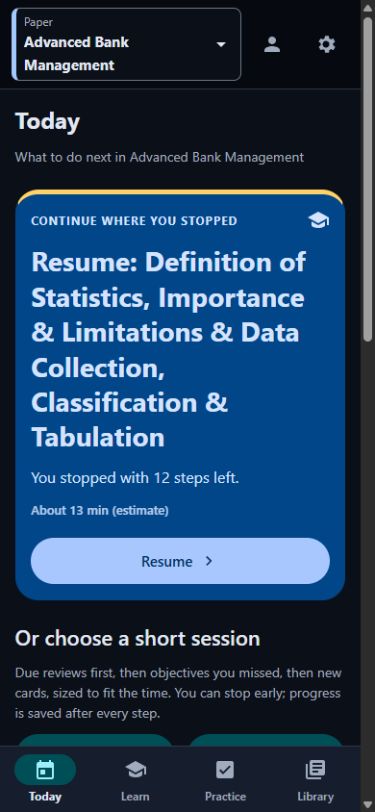 Paper
Advanced Bank
Management
Today
What to do next in Advanced Bank Management
CONTINUE WHERE YOU STOPPED
Resume: Definition of
Statistics, Importance
& Limitations & Data
Collection,
Classification &
Tabulation
You stopped with 12 steps left.
About 13 min (estimate)
Resume
Or choose a short session
Due reviews first, then objectives you missed, then new
cards, sized to fit the time. You can stop early; progress
is saved after every step.
Today
Learn
Practice
Library